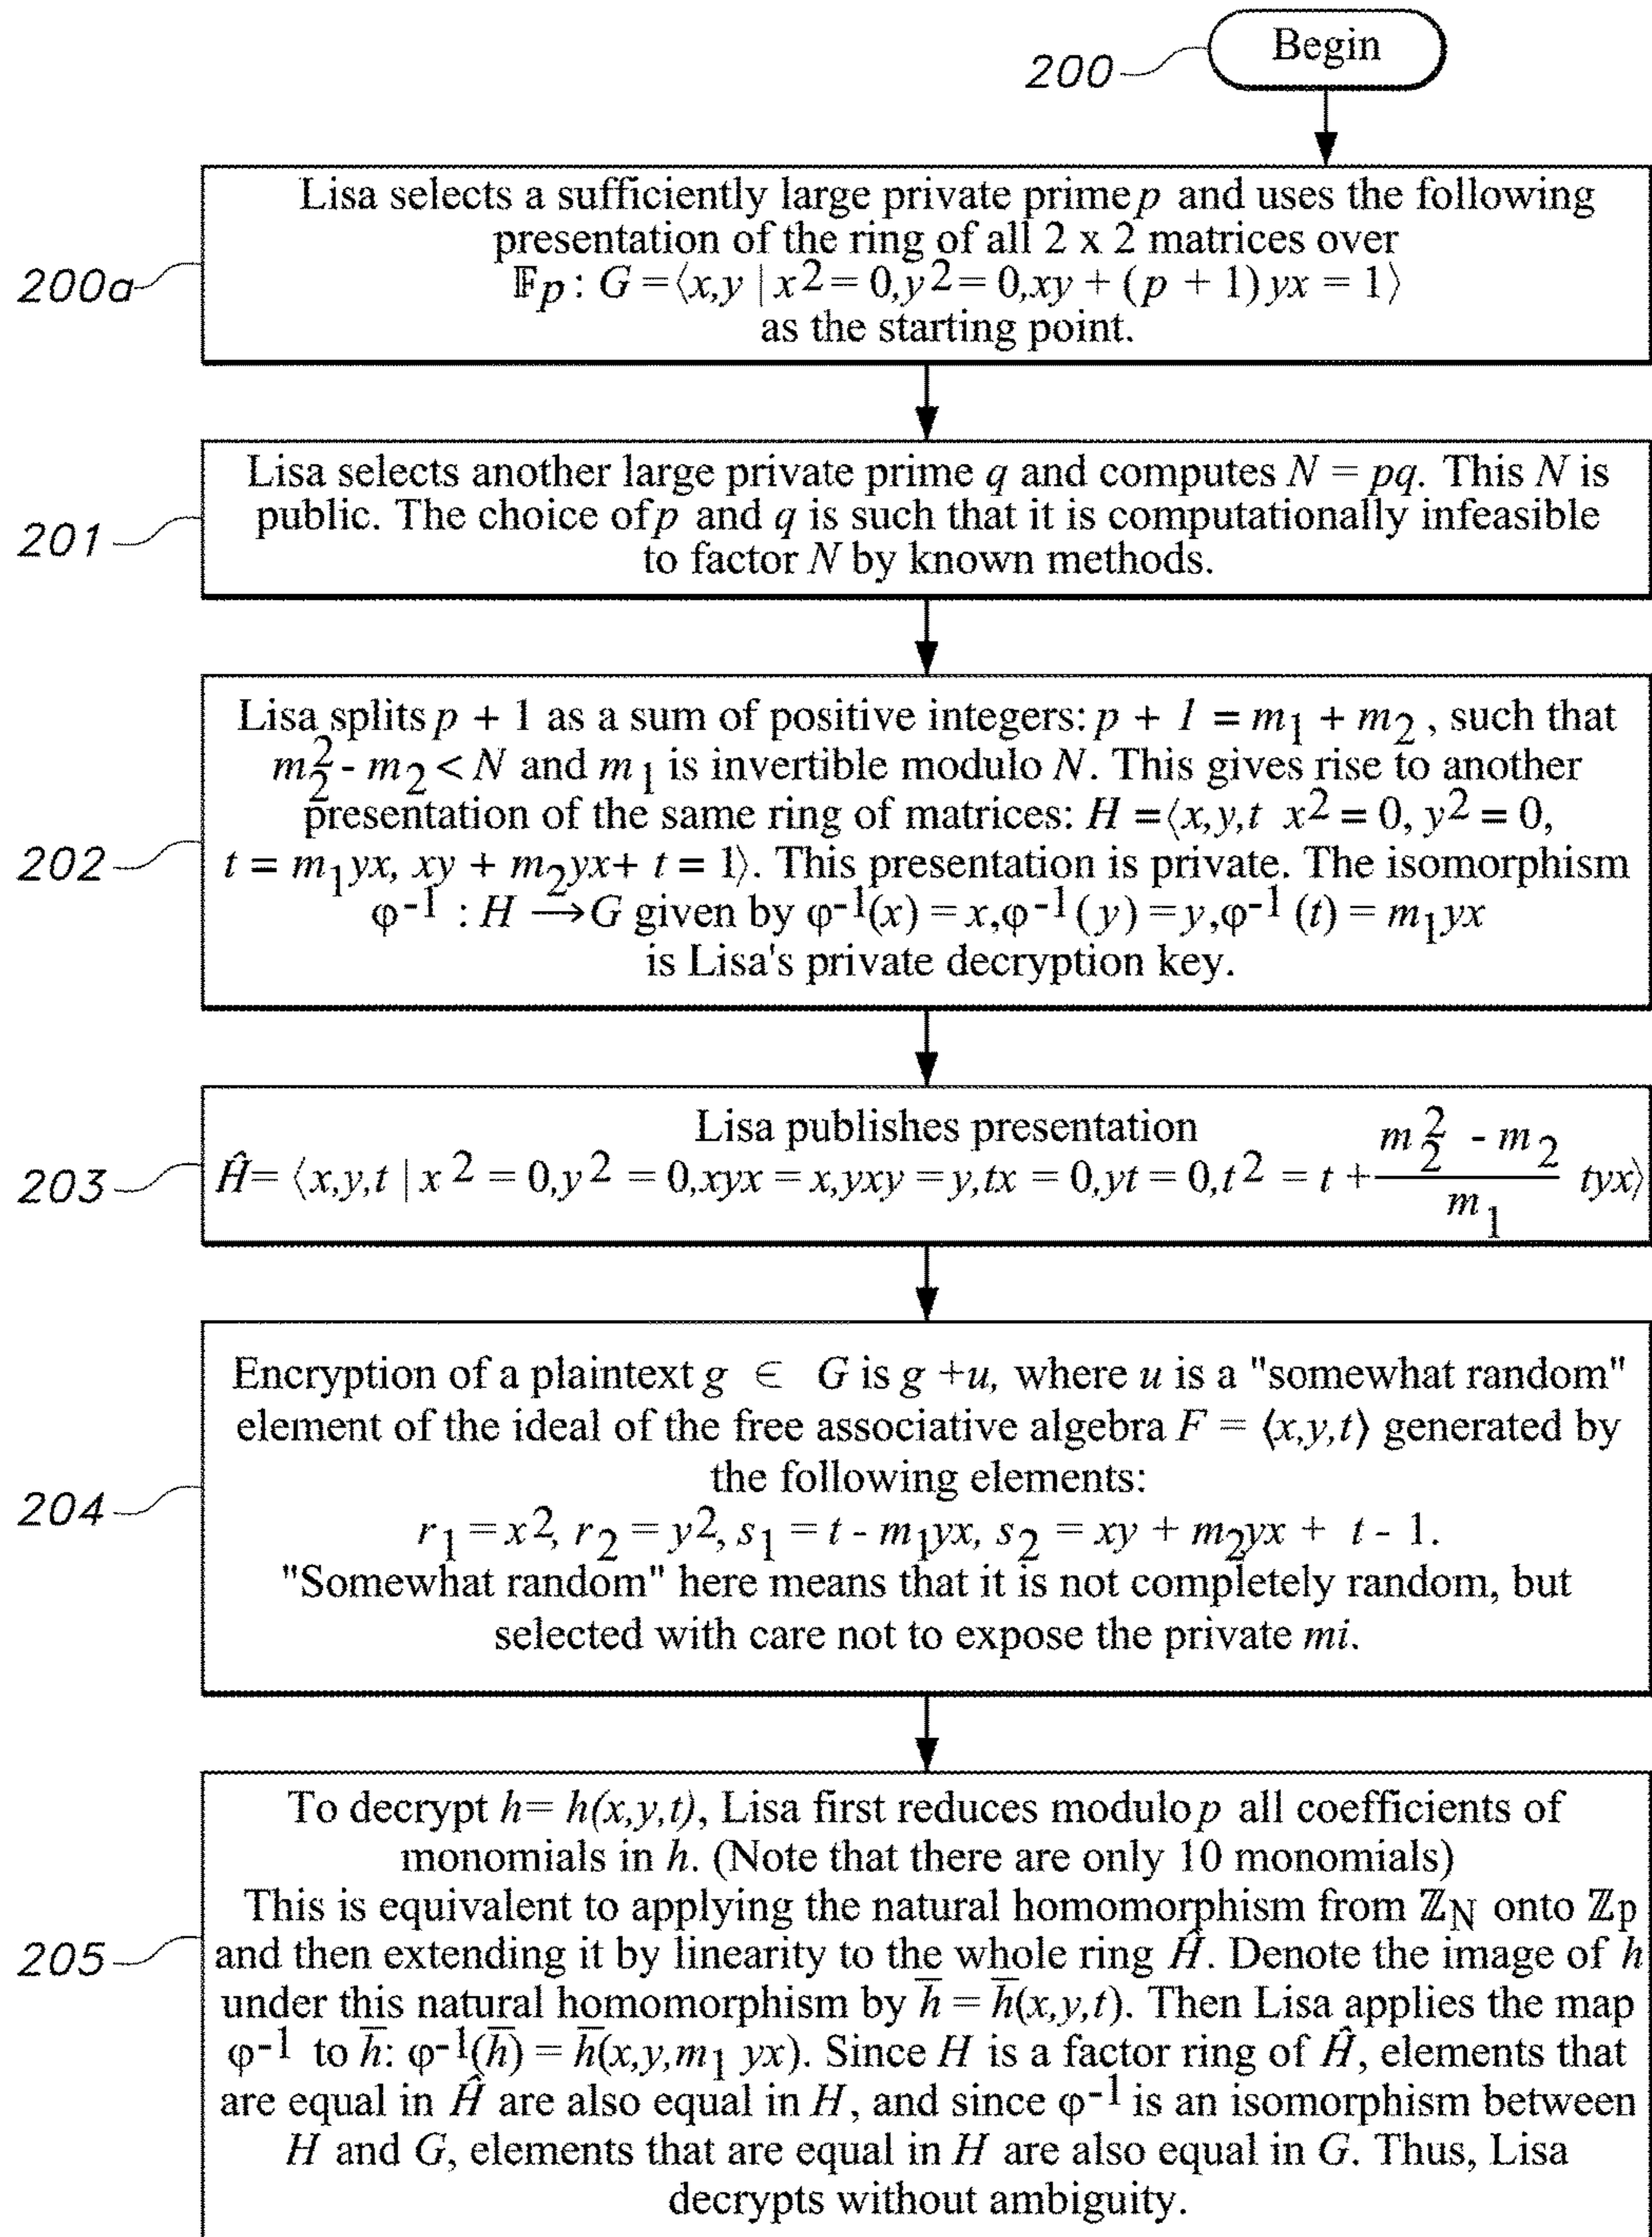 200 Begin
Lisa selects a sufficiently large private prime p and uses the following
presentation of the ring of all 2 x 2 matrices over
200a 𝔽p : G = ⟨x,y | x² = 0,y² = 0,xy + (p + 1) yx = 1⟩
as the starting point.
Lisa selects another large private prime q and computes N = pq. This N is
201 public. The choice of p and q is such that it is computationally infeasible
to factor N by known methods.
Lisa splits p + 1 as a sum of positive integers: p + 1 = m₁ + m₂, such that
m₂² - m₂ < N and m₁ is invertible modulo N. This gives rise to another
presentation of the same ring of matrices: H = ⟨x,y,t x² = 0, y² = 0,
202 t = m₁yx, xy + m₂yx+ t = 1⟩. This presentation is private. The isomorphism
φ⁻¹ : H ⟶ G given by φ⁻¹(x) = x,φ⁻¹( y) = y,φ⁻¹ (t) = m₁yx
is Lisa's private decryption key.
Lisa publishes presentation
203 Ĥ= ⟨x,y,t | x² = 0,y² = 0,xyx = x,yxy = y,tx = 0,yt = 0,t² = t + (m₂² - m₂)/m₁ tyx⟩
Encryption of a plaintext g ∈ G is g +u, where u is a "somewhat random"
element of the ideal of the free associative algebra F = ⟨x,y,t⟩ generated by
the following elements:
204 r₁ = x², r₂ = y², s₁ = t - m₁yx, s₂ = xy + m₂yx + t - 1.
"Somewhat random" here means that it is not completely random, but
selected with care not to expose the private mi.
To decrypt h= h(x,y,t), Lisa first reduces modulo p all coefficients of
monomials in h. (Note that there are only 10 monomials)
This is equivalent to applying the natural homomorphism from ℤN onto ℤp
205 and then extending it by linearity to the whole ring Ĥ. Denote the image of h
under this natural homomorphism by h̅ = h̅(x,y,t). Then Lisa applies the map
φ⁻¹ to h̅: φ⁻¹(h̅) = h̅(x,y,m₁ yx). Since H is a factor ring of Ĥ, elements that
are equal in Ĥ are also equal in H, and since φ⁻¹ is an isomorphism between
H and G, elements that are equal in H are also equal in G. Thus, Lisa
decrypts without ambiguity.